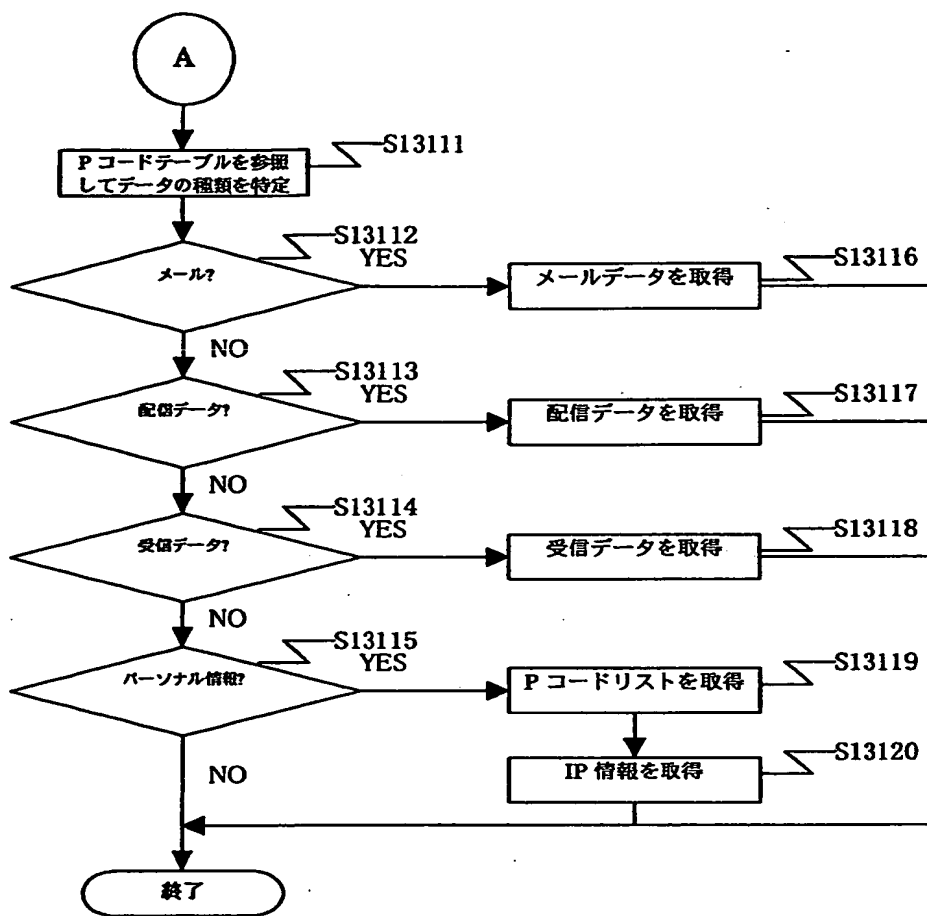 A
Pコードテーブルを参照
してデータの種類を特定
S13111
メール?
S13112
YES
メールデータを取得
S13116
NO
配信データ?
S13113
YES
配信データを取得
S13117
NO
受信データ?
S13114
YES
受信データを取得
S13118
NO
パーソナル情報?
S13115
YES
Pコードリストを取得
S13119
IP情報を取得
S13120
NO
終了